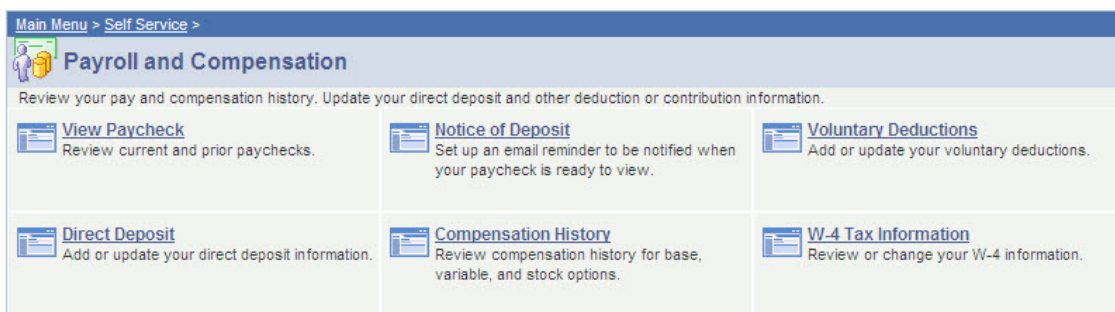 Main Menu > Self Service >
Payroll and Compensation
Review your pay and compensation history. Update your direct deposit and other deduction or contribution information.
View Paycheck
Review current and prior paychecks.
Notice of Deposit
Set up an email reminder to be notified when
your paycheck is ready to view.
Voluntary Deductions
Add or update your voluntary deductions.
Direct Deposit
Add or update your direct deposit information.
Compensation History
Review compensation history for base,
variable, and stock options.
W-4 Tax Information
Review or change your W-4 information.